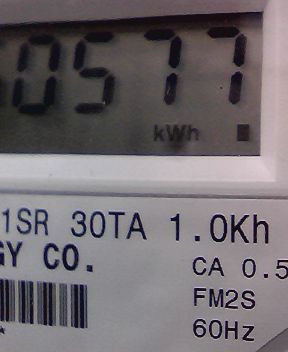 0577
kWh
1SR 30TA 1.0Kh
GY CO.
CA 0.5
FM2S
60Hz